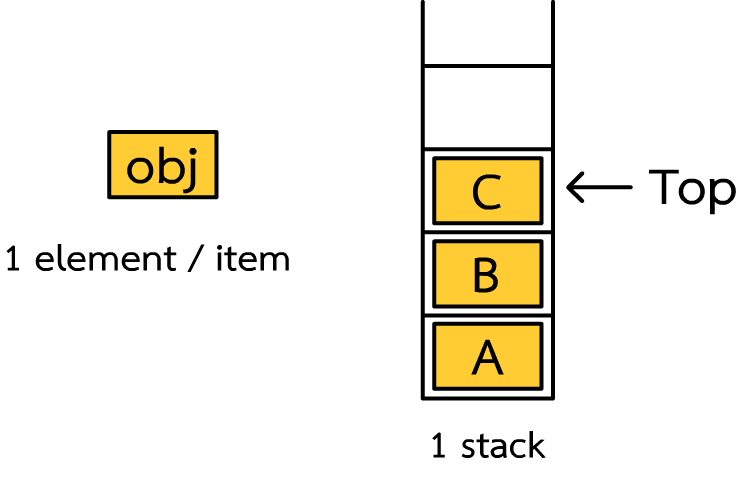 obj
1 element / item
C
Top
B
A
1 stack